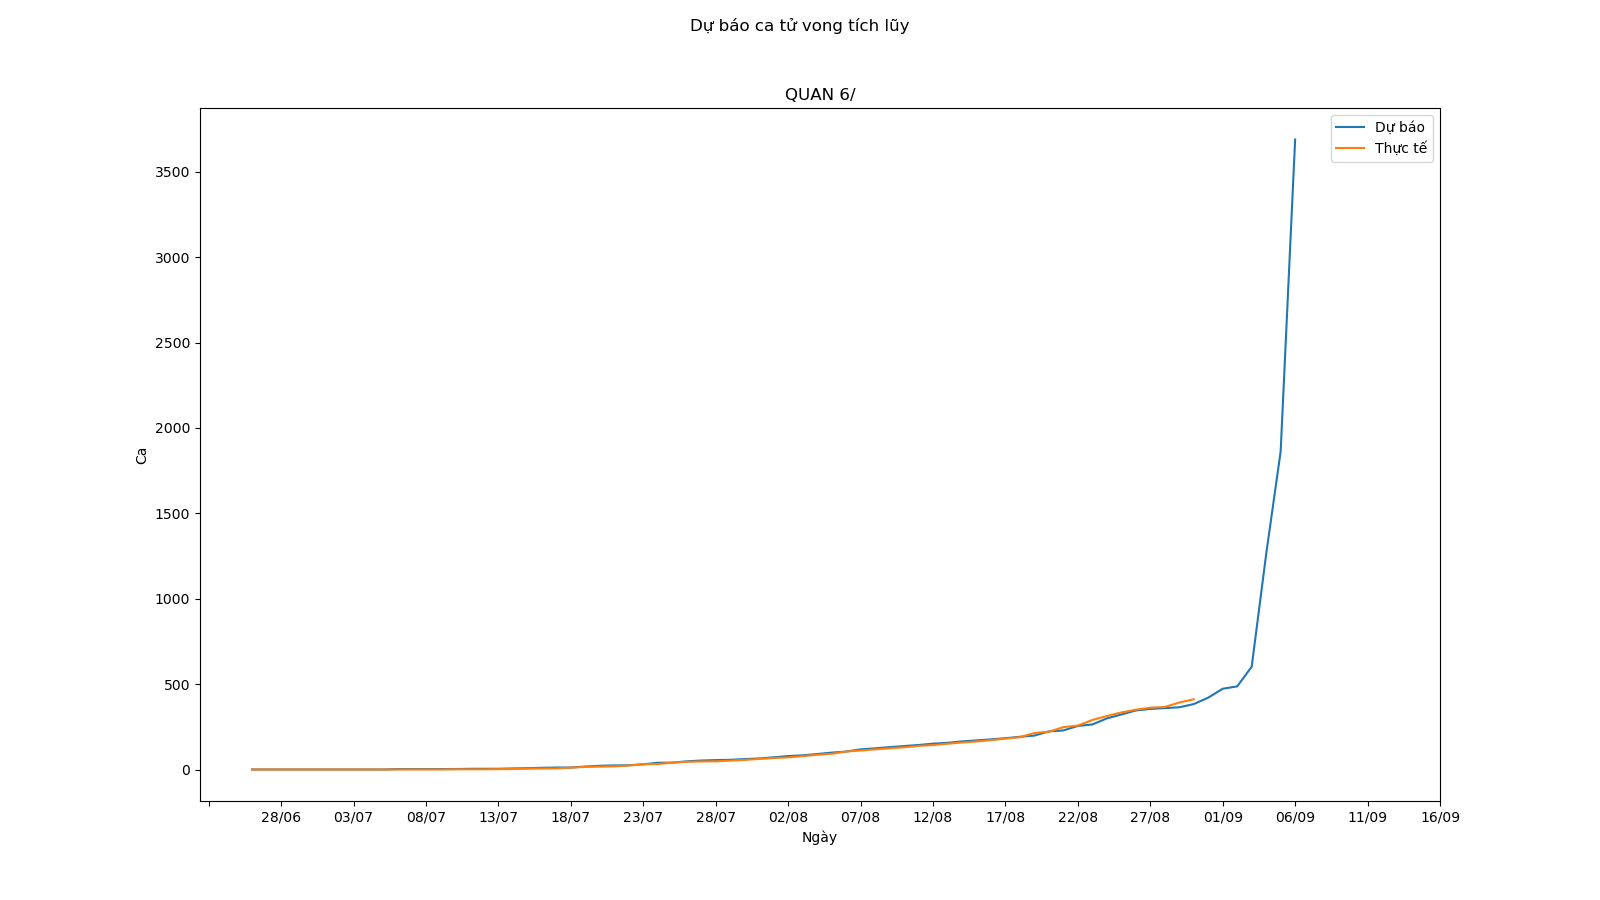 Dự báo ca tử vong tích lũy
QUAN 6/
Dự báo
Thực tế
3500
3000
2500
2000
1500
1000
500
0
Ca
28/06 03/07 08/07 13/07 18/07 23/07 28/07 02/08 07/08 12/08 17/08 22/08 27/08 01/09 06/09 11/09 16/09
Ngày